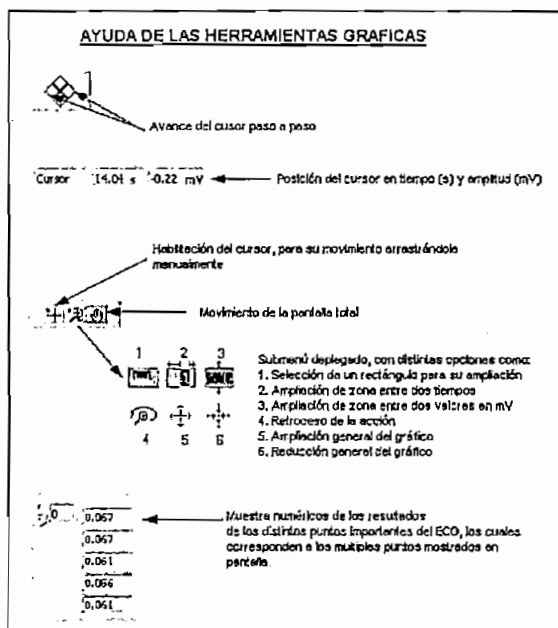 AYUDA DE LAS HERRAMIENTAS GRAFICAS
Avance del cusor paso a paso
Cursor 14.04 s -0.22 mV
Posición del cursor en tiempo (s) y amplitud (mV)
Habilitación del cursor, para su movimiento arrastrándolo
manualmente
Movimiento de la pantalla total
1 2 3
4 5 6
Submenú deplegado, con distintas opciones como:
1. Selección de un rectángulo para su ampliación
2. Ampliación de zona entre dos tiempos
3. Ampliación de zona entre dos valores en mV
4. Retroceso de la acción
5. Ampliación general del gráfico
6. Reducción general del gráfico
0
0.067
0.067
0.061
0.066
0.061
Muestra numéricos de los resultados
de los distintos puntos importantes del ECO, los cuales
corresponden a los multiples puntos mostrados en
pantalla.